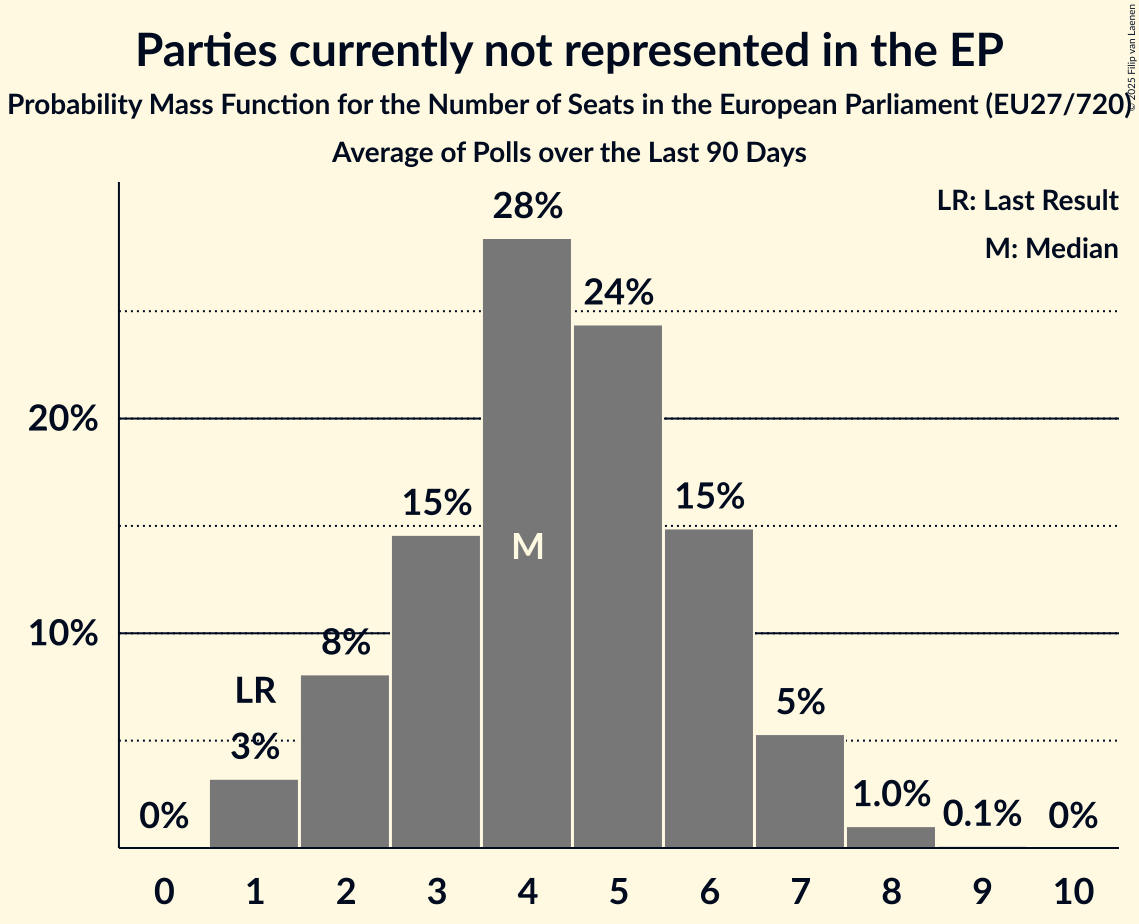 Parties currently not represented in the EP
Probability Mass Function for the Number of Seats in the European Parliament (EU27/720)
Average of Polls over the Last 90 Days
© 2025 Filip van Laenen
LR: Last Result
M: Median
28%
24%
20%
15%
15%
M
10%
8%
LR
5%
3%
1.0%
0%
0.1%
0%
0 1 2 3 4 5 6 7 8 9 10